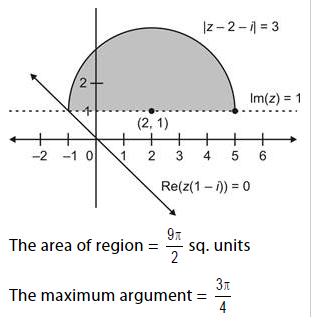 |z – 2 – i| = 3
2
1
Im(z) = 1
(2, 1)
–2 –1 0 1 2 3 4 5 6
Re(z(1 – i)) = 0
The area of region = 9π/2 sq. units
The maximum argument = 3π/4